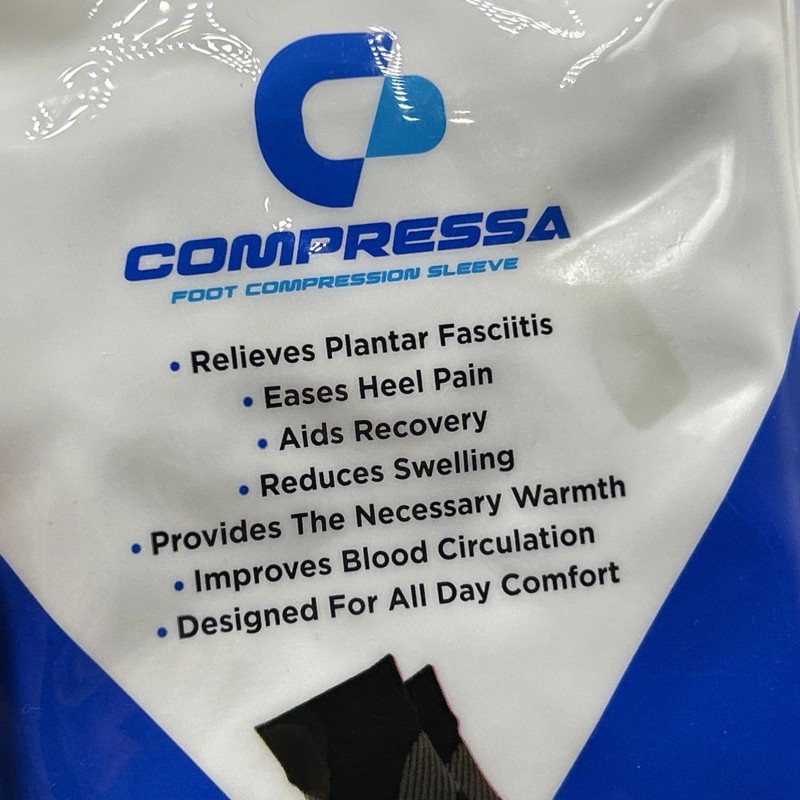 COMPRESSA
FOOT COMPRESSION SLEEVE
• Relieves Plantar Fasciitis
• Eases Heel Pain
• Aids Recovery
• Reduces Swelling
• Provides The Necessary Warmth
• Improves Blood Circulation
• Designed For All Day Comfort